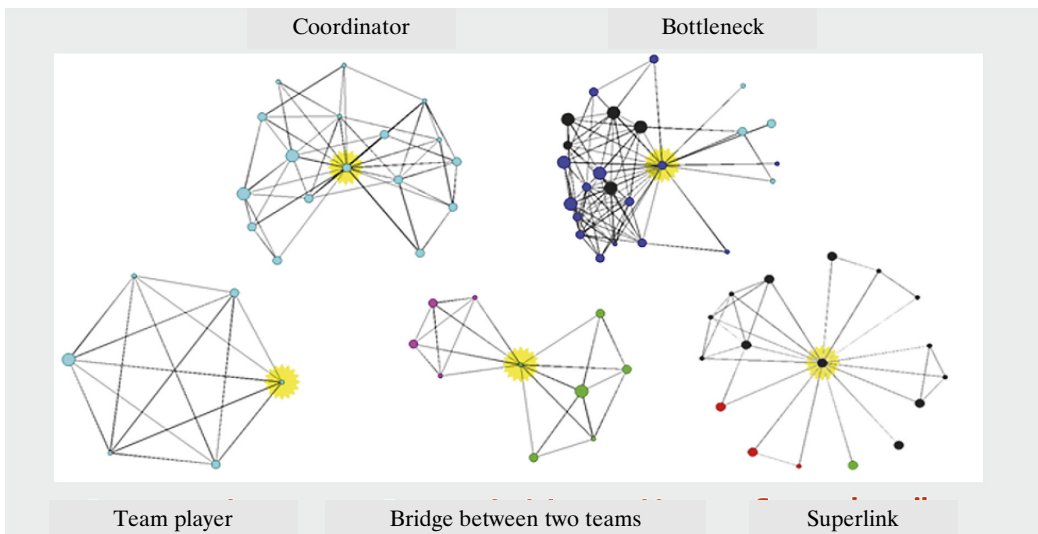 Coordinator
Bottleneck
Team player
Bridge between two teams
Superlink